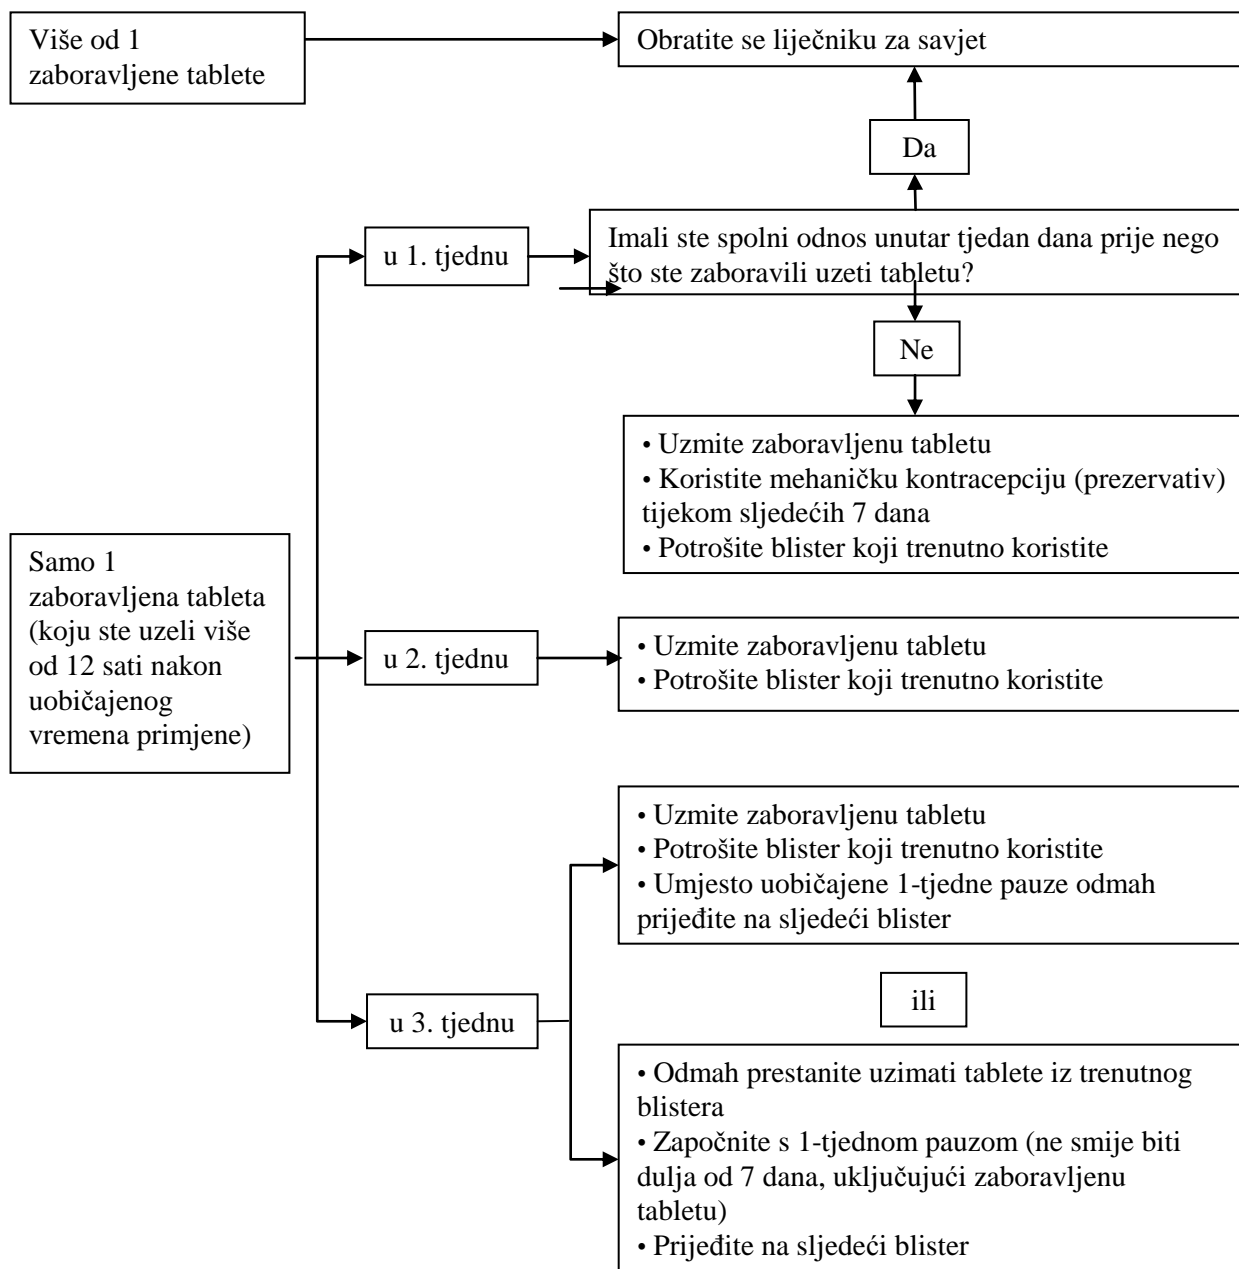 Više od 1
zaboravljene tablete
Obratite se liječniku za savjet
Da
u 1. tjednu
Imali ste spolni odnos unutar tjedan dana prije nego
što ste zaboravili uzeti tabletu?
Ne
• Uzmite zaboravljenu tabletu
• Koristite mehaničku kontracepciju (prezervativ)
tijekom sljedećih 7 dana
• Potrošite blister koji trenutno koristite
Samo 1
zaboravljena tableta
(koju ste uzeli više
od 12 sati nakon
uobičajenog
vremena primjene)
u 2. tjednu
• Uzmite zaboravljenu tabletu
• Potrošite blister koji trenutno koristite
u 3. tjednu
• Uzmite zaboravljenu tabletu
• Potrošite blister koji trenutno koristite
• Umjesto uobičajene 1-tjedne pauze odmah
prijeđite na sljedeći blister
ili
• Odmah prestanite uzimati tablete iz trenutnog
blistera
• Započnite s 1-tjednom pauzom (ne smije biti
dulja od 7 dana, uključujući zaboravljenu
tabletu)
• Prijeđite na sljedeći blister